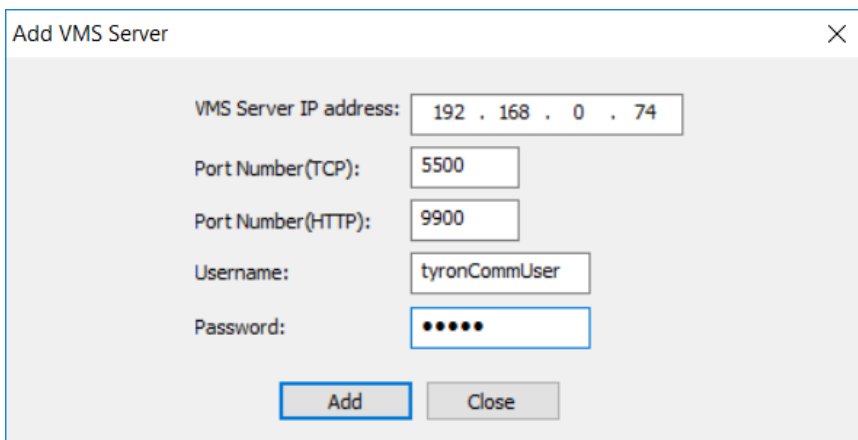 Add VMS Server
VMS Server IP address: 192 . 168 . 0 . 74
Port Number(TCP): 5500
Port Number(HTTP): 9900
Username: tyronCommUser
Password: •••••
Add Close